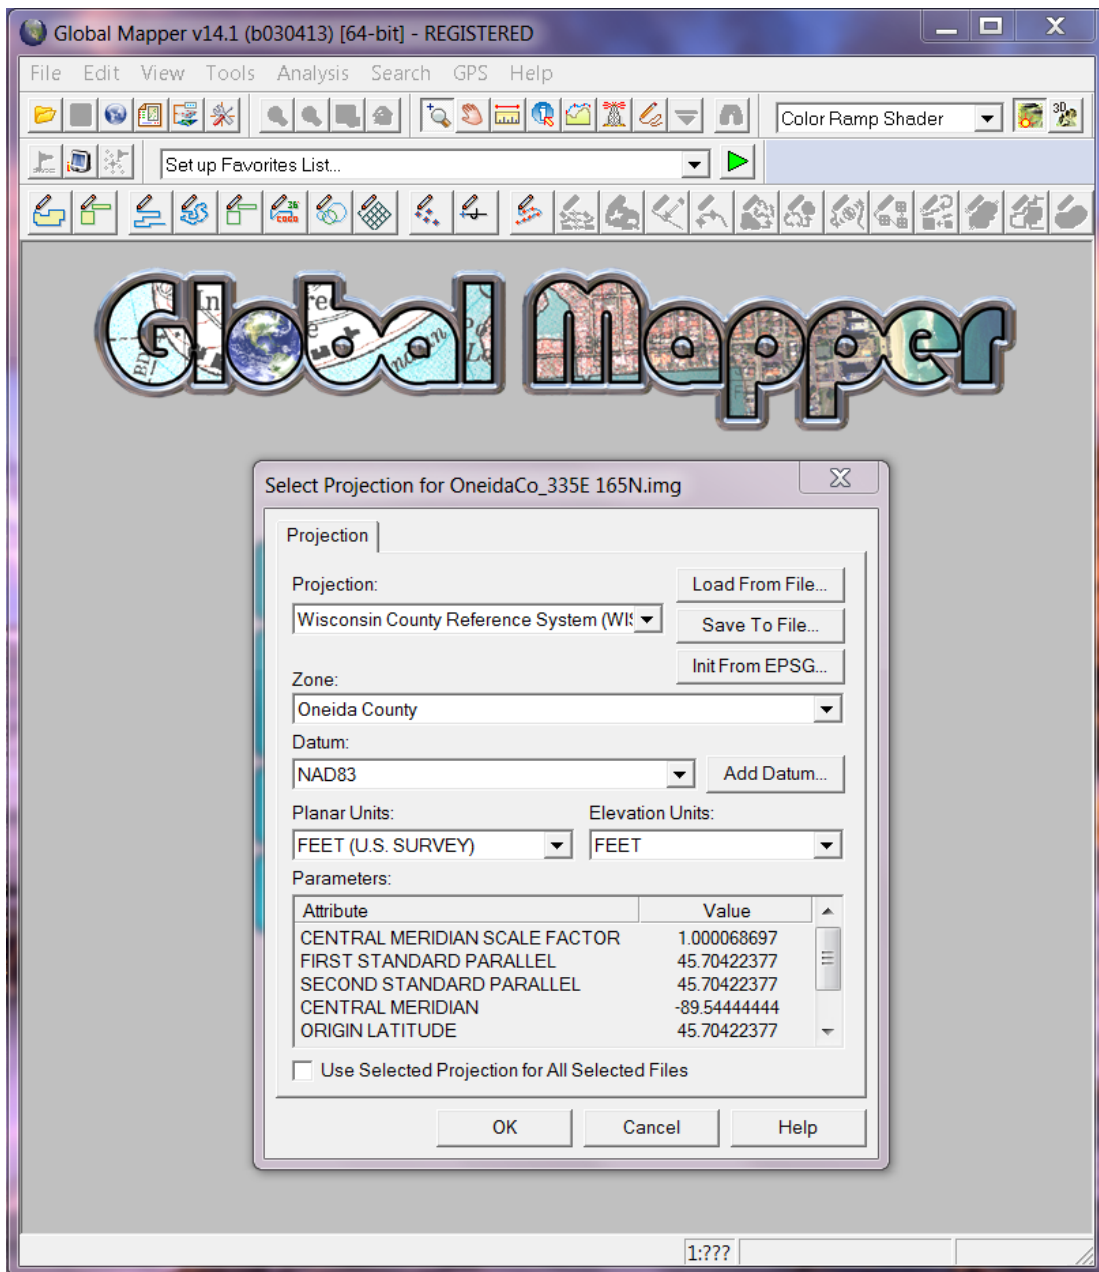 Global Mapper v14.1 (b030413) [64-bit] - REGISTERED
File Edit View Tools Analysis Search GPS Help
Color Ramp Shader
3D
Set up Favorites List...
Global Mapper
Select Projection for OneidaCo_335E 165N.img
Projection
Projection:
Load From File...
Wisconsin County Reference System (WIS
Save To File...
Init From EPSG...
Zone:
Oneida County
Datum:
NAD83
Add Datum...
Planar Units: Elevation Units:
FEET (U.S. SURVEY) FEET
Parameters:
Attribute Value
CENTRAL MERIDIAN SCALE FACTOR 1.000068697
FIRST STANDARD PARALLEL 45.70422377
SECOND STANDARD PARALLEL 45.70422377
CENTRAL MERIDIAN -89.54444444
ORIGIN LATITUDE 45.70422377
Use Selected Projection for All Selected Files
OK Cancel Help
1:???